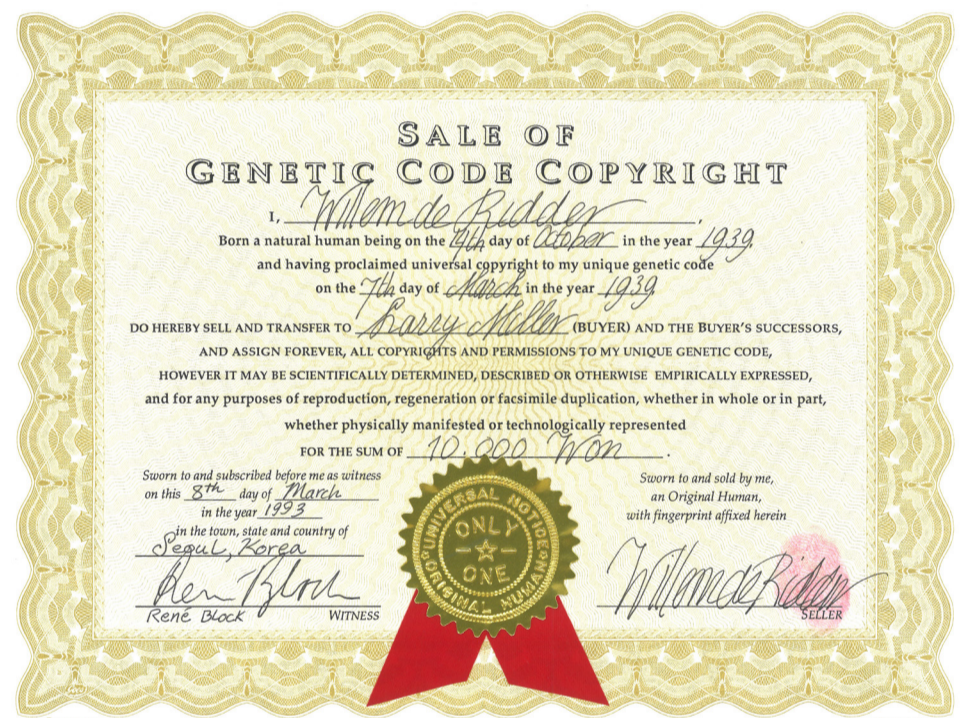 SALE OF
GENETIC CODE COPYRIGHT
I, Willem de Ridder,
Born a natural human being on the 14th day of October in the year 1939
and having proclaimed universal copyright to my unique genetic code
on the 7th day of March in the year 1939
DO HEREBY SELL AND TRANSFER TO Larry Miller (BUYER) AND THE BUYER'S SUCCESSORS,
AND ASSIGN FOREVER, ALL COPYRIGHTS AND PERMISSIONS TO MY UNIQUE GENETIC CODE,
HOWEVER IT MAY BE SCIENTIFICALLY DETERMINED, DESCRIBED OR OTHERWISE EMPIRICALLY EXPRESSED,
and for any purposes of reproduction, regeneration or facsimile duplication, whether in whole or in part,
whether physically manifested or technologically represented
FOR THE SUM OF 10.000 Won.
Sworn to and subscribed before me as witness
on this 8th day of March
in the year 1993
in the town, state and country of
Seoul, Korea
René Block
René Block WITNESS
UNIVERSAL NOTICE
ONLY
ONE
ORIGINAL HUMAN
Sworn to and sold by me,
an Original Human,
with fingerprint affixed herein
Willem de Ridder
SELLER